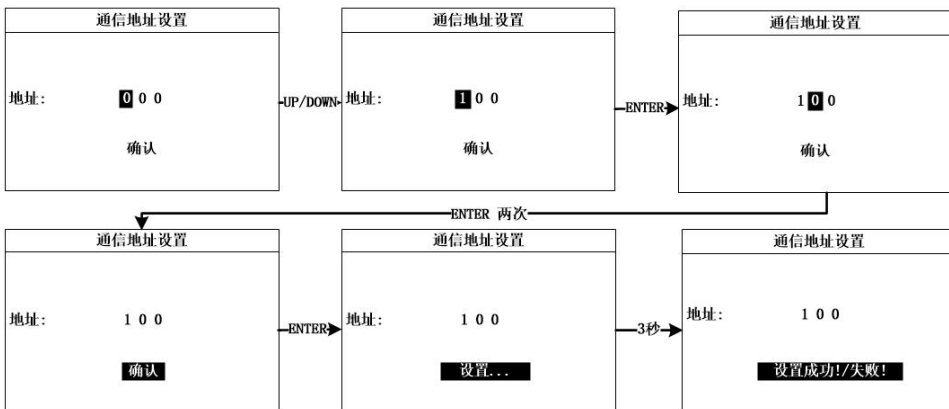 通信地址设置
地址: 0 0 0
确认
UP/DOWN
通信地址设置
地址: 1 0 0
确认
ENTER
通信地址设置
地址: 1 0 0
确认
ENTER 两次
通信地址设置
地址: 1 0 0
确认
ENTER
通信地址设置
地址: 1 0 0
设置...
3秒
通信地址设置
地址: 1 0 0
设置成功!/失败!